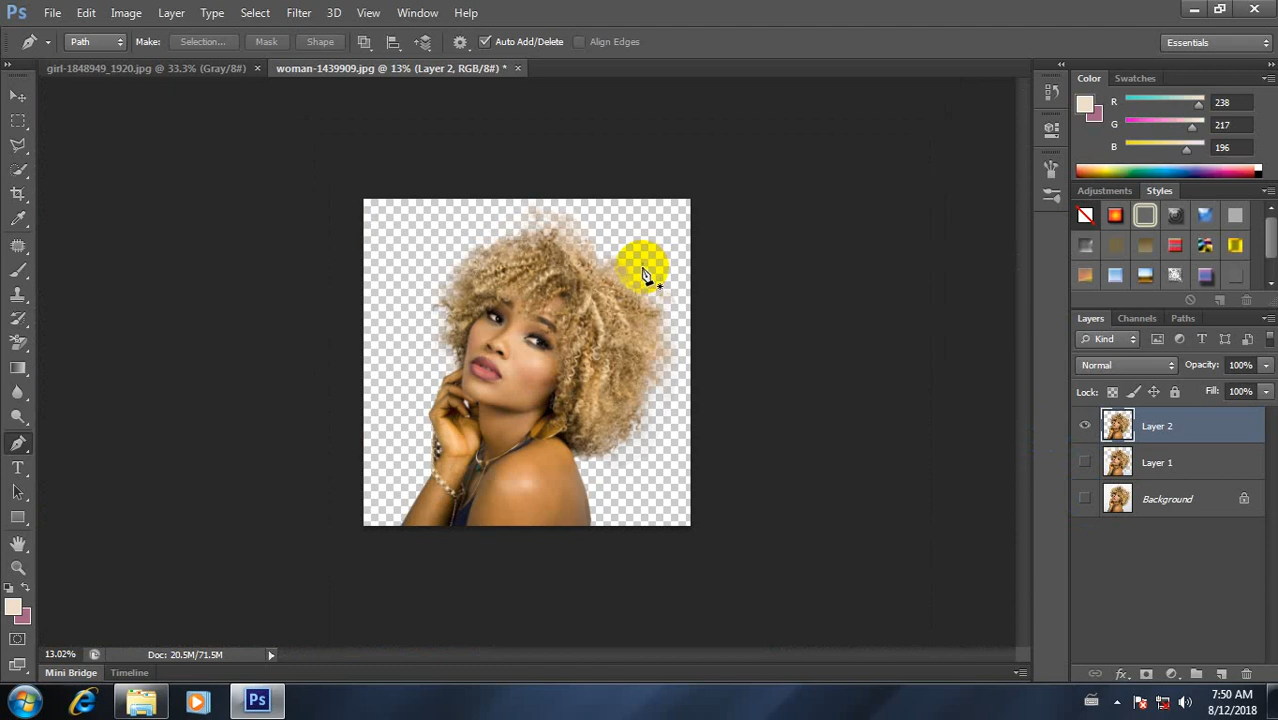 Ps File Edit Image Layer Type Select Filter 3D View Window Help
Path Make: Selection... Mask Shape Auto Add/Delete Align Edges Essentials
girl-1848949_1920.jpg @ 33.3% (Gray/8#) × woman-1439909.jpg @ 13% (Layer 2, RGB/8#) * ×
Color Swatches
R 238
G 217
B 196
Adjustments Styles
Layers Channels Paths
Kind
Normal Opacity: 100%
Lock: Fill: 100%
Layer 2
Layer 1
Background
13.02% Doc: 20.5M/71.5M
Mini Bridge Timeline
Ps
7:50 AM
8/12/2018